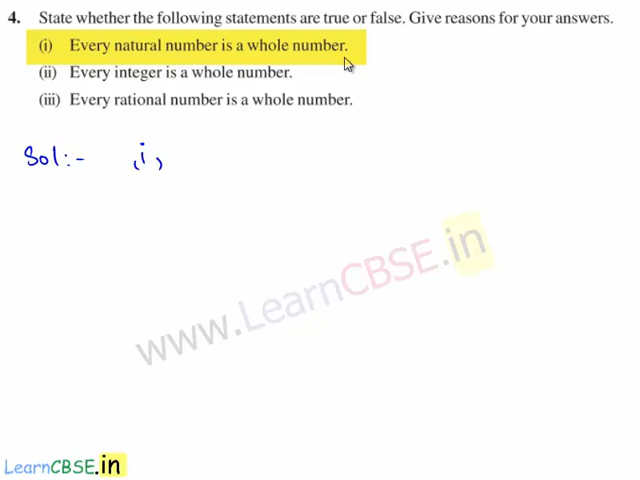 4. State whether the following statements are true or false. Give reasons for your answers.
(i) Every natural number is a whole number.
(ii) Every integer is a whole number.
(iii) Every rational number is a whole number.
Sol:- (i)
www.LearnCBSE.in
LearnCBSE.in